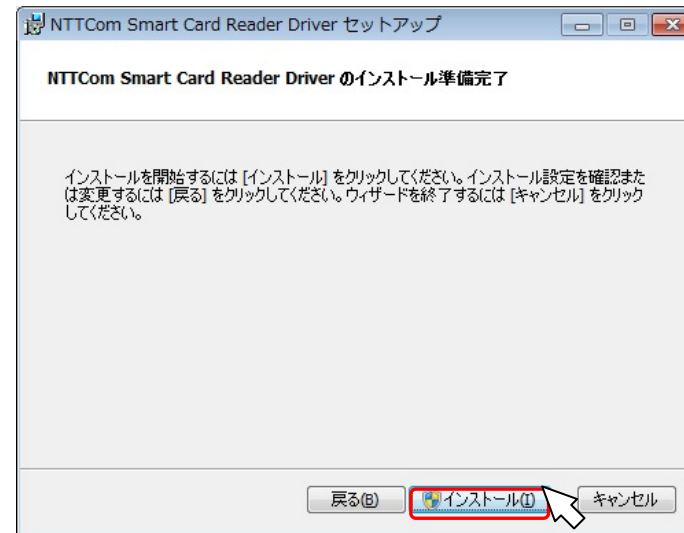 NTTCom Smart Card Reader Driver セットアップ
NTTCom Smart Card Reader Driver のインストール準備完了
インストールを開始するには [インストール] をクリックしてください。インストール設定を確認また
は変更するには [戻る] をクリックしてください。ウィザードを終了するには [キャンセル] をクリック
してください。
戻る(B) インストール(I) キャンセル